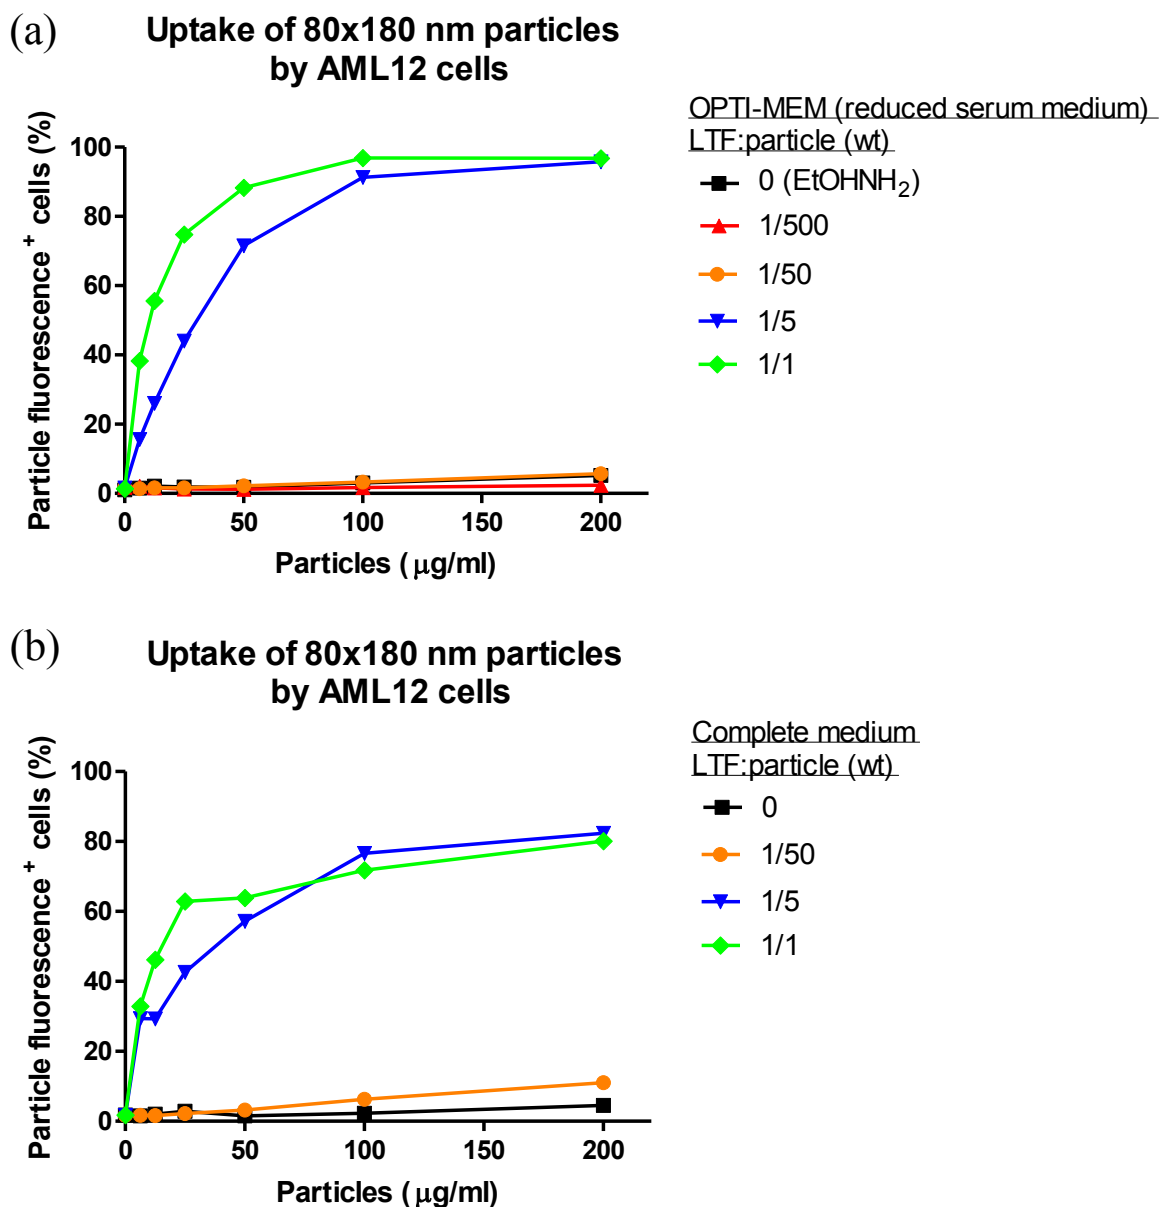 (a)
Uptake of 80x180 nm particles
by AML12 cells
Particle fluorescence⁺ cells (%)
100
80
60
40
20
0
0 50 100 150 200
Particles (μg/ml)
OPTI-MEM (reduced serum medium)
LTF:particle (wt)
0 (EtOHNH₂)
1/500
1/50
1/5
1/1
(b)
Uptake of 80x180 nm particles
by AML12 cells
Particle fluorescence⁺ cells (%)
100
80
60
40
20
0
0 50 100 150 200
Particles (μg/ml)
Complete medium
LTF:particle (wt)
0
1/50
1/5
1/1